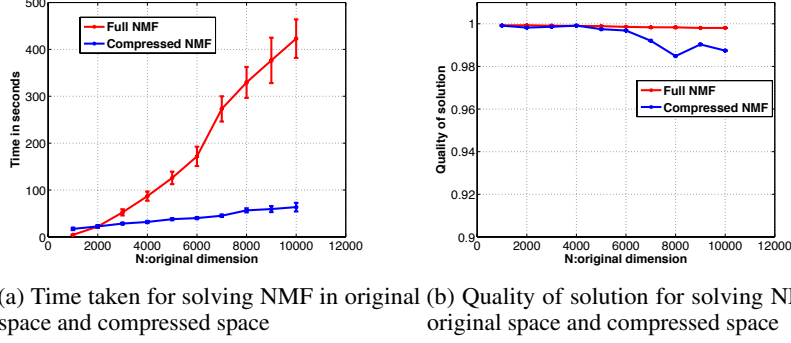 500
400
300
200
100
0
Time in seconds
Full NMF
Compressed NMF
0 2000 4000 6000 8000 10000 12000
N:original dimension
1
0.98
0.96
0.94
0.92
0.9
Quality of solution
Full NMF
Compressed NMF
0 2000 4000 6000 8000 10000 12000
N:original dimension
(a) Time taken for solving NMF in original
space and compressed space
(b) Quality of solution for solving
original space and compressed space